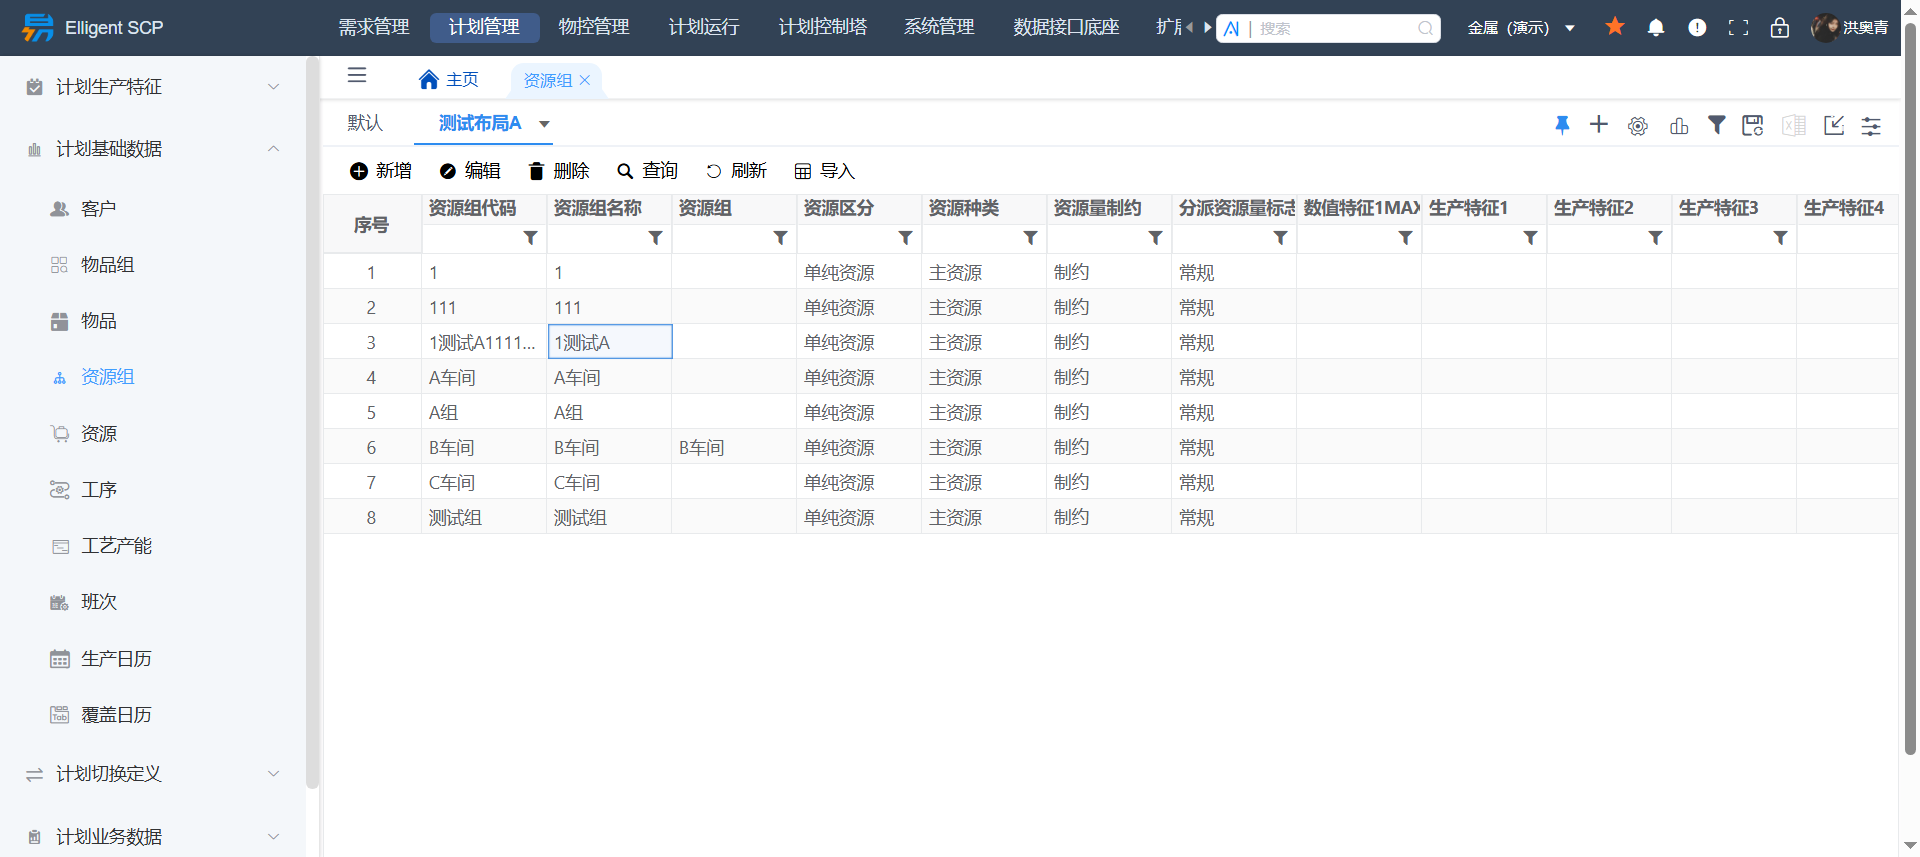 Elligent SCP
需求管理 计划管理 物控管理 计划运行 计划控制塔 系统管理 数据接口底座
AI | 搜索
金属 (演示)
洪奥青
计划生产特征
计划基础数据
客户
物品组
物品
资源组
资源
工序
工艺产能
班次
生产日历
Tab 覆盖日历
计划切换定义
计划业务数据
主页 资源组
默认 测试布局A
新增 编辑 删除 查询 刷新 导入
序号 资源组代码 资源组名称 资源组 资源区分 资源种类 资源量制约 分派资源量标志 数值特征1MAX 生产特征1 生产特征2 生产特征3 生产特征4
1 1 1 单纯资源 主资源 制约 常规
2 111 111 单纯资源 主资源 制约 常规
3 1测试A1111... 1测试A 单纯资源 主资源 制约 常规
4 A车间 A车间 单纯资源 主资源 制约 常规
5 A组 A组 单纯资源 主资源 制约 常规
6 B车间 B车间 B车间 单纯资源 主资源 制约 常规
7 C车间 C车间 单纯资源 主资源 制约 常规
8 测试组 测试组 单纯资源 主资源 制约 常规